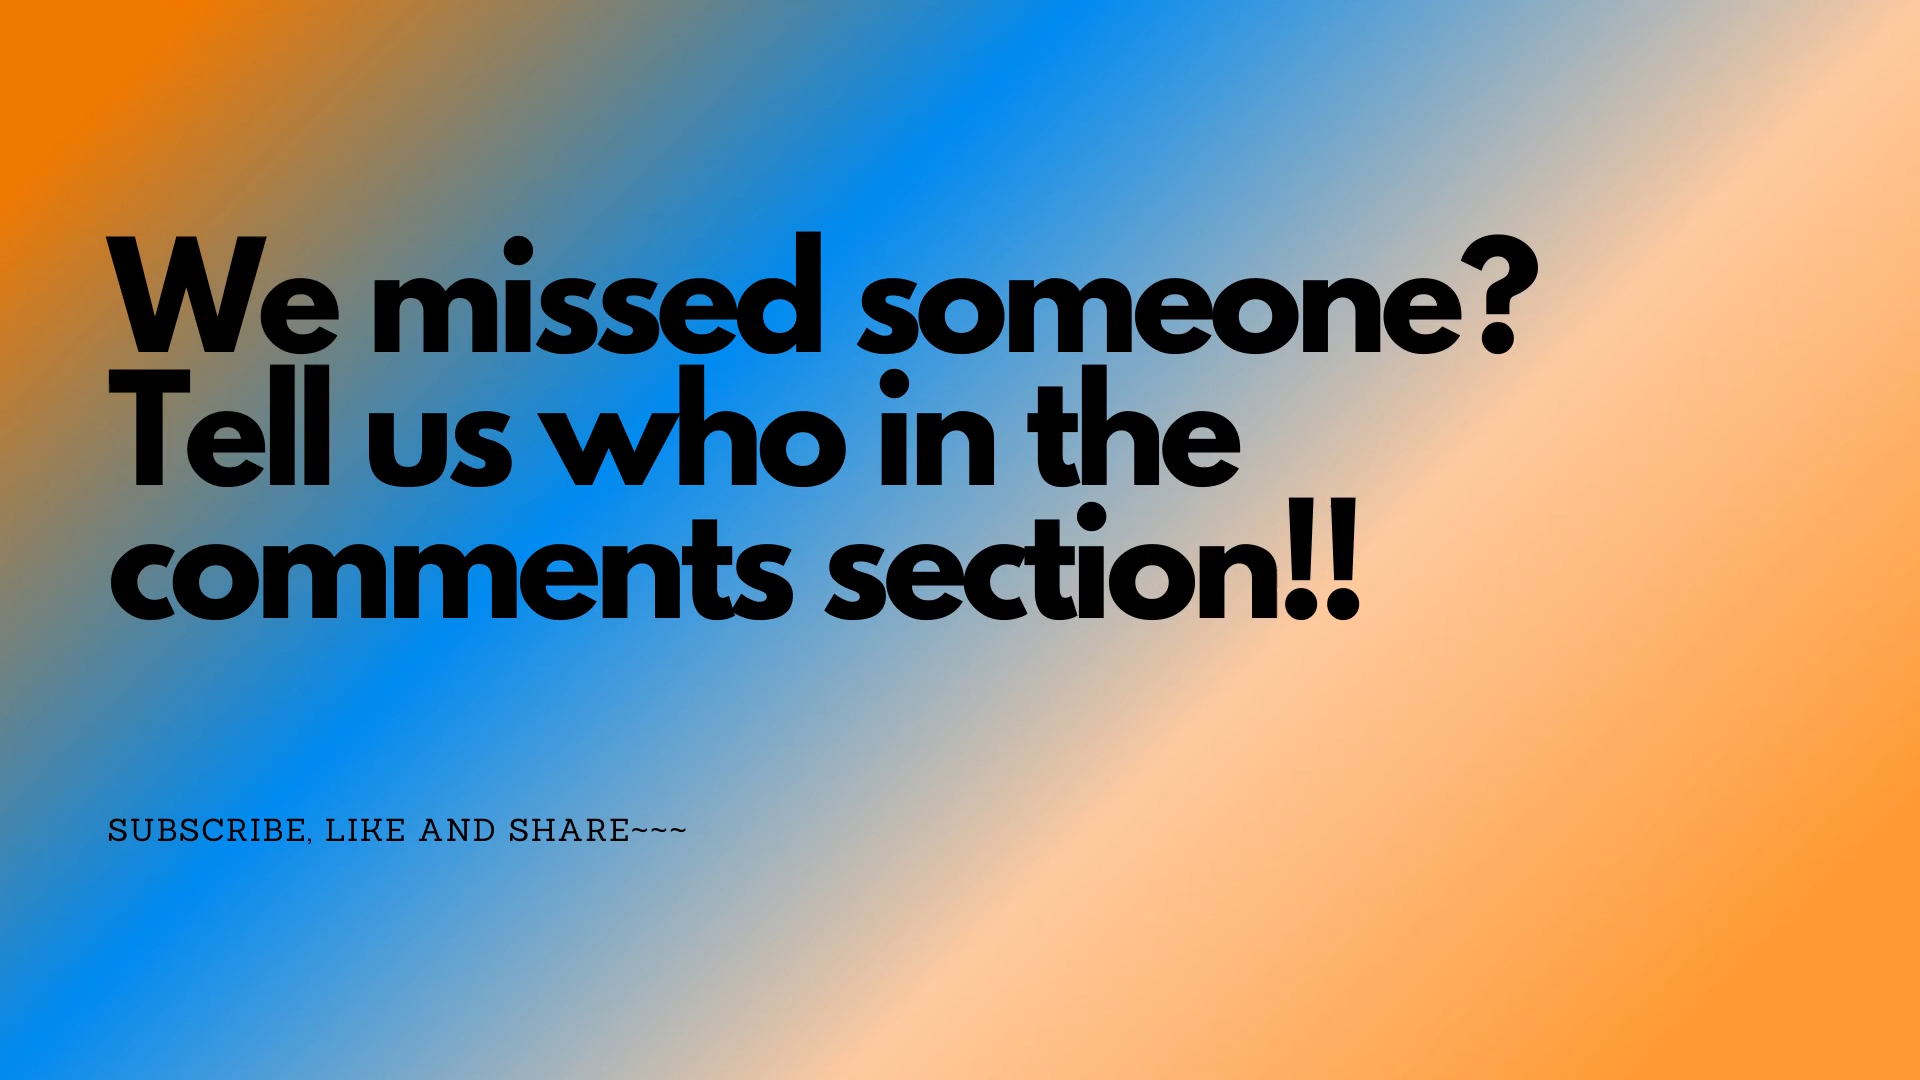 We missed someone?
Tell us who in the
comments section!!
SUBSCRIBE, LIKE AND SHARE~~~